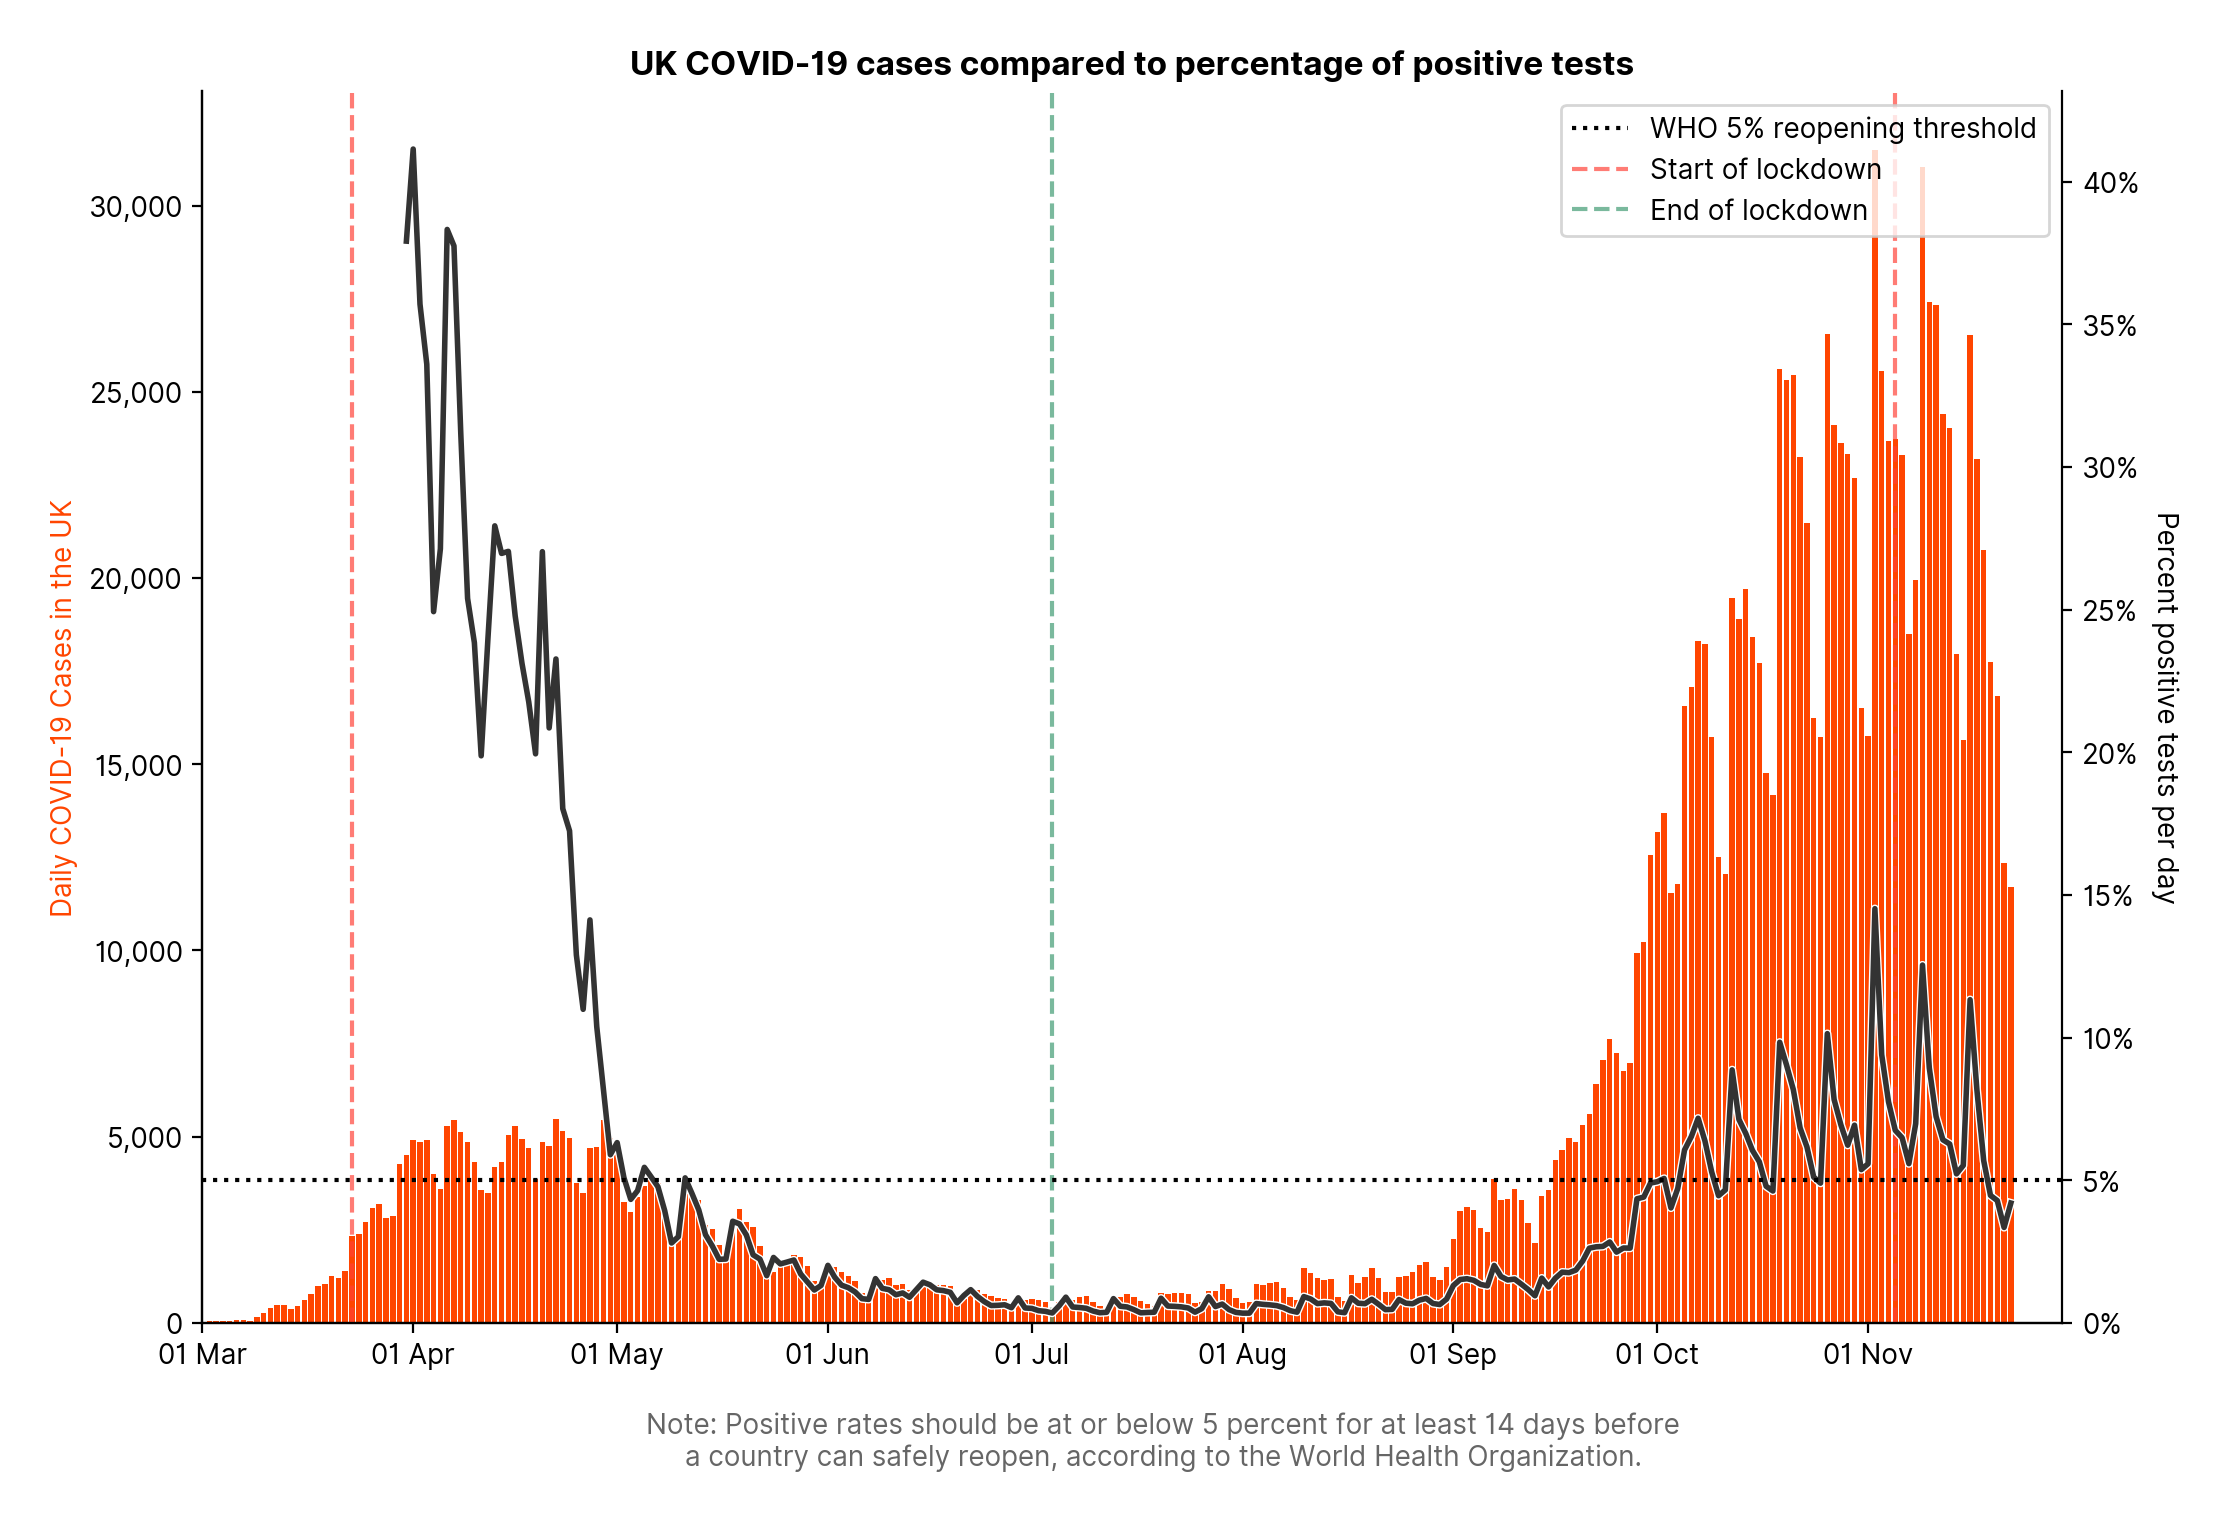 UK COVID-19 cases compared to percentage of positive tests
WHO 5% reopening threshold
Start of lockdown
End of lockdown
Daily COVID-19 Cases in the UK
30,000
25,000
20,000
15,000
10,000
5,000
0
40%
35%
30%
25%
20%
15%
10%
5%
0%
Percent positive tests per day
01 Mar
01 Apr
01 May
01 Jun
01 Jul
01 Aug
01 Sep
01 Oct
01 Nov
Note: Positive rates should be at or below 5 percent for at least 14 days before
a country can safely reopen, according to the World Health Organization.